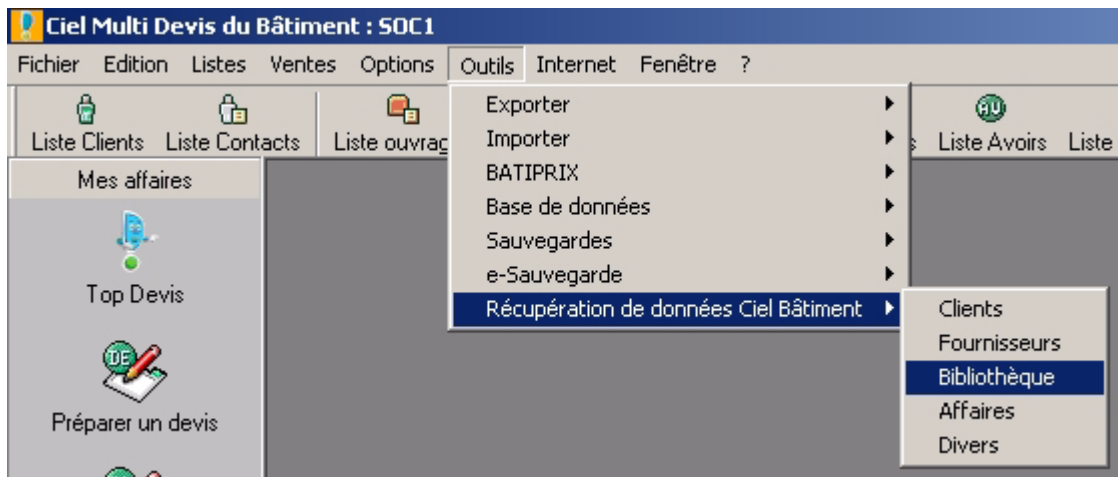 Ciel Multi Devis du Bâtiment : SOC1
Fichier Edition Listes Ventes Options Outils Internet Fenêtre ?
Liste Clients Liste Contacts Liste ouvrag Liste Avoirs Liste
Mes affaires
Top Devis
DE
Préparer un devis
Exporter
Importer
BATIPRIX
Base de données
Sauvegardes
e-Sauvegarde
Récupération de données Ciel Bâtiment
Clients
Fournisseurs
Bibliothèque
Affaires
Divers
AV